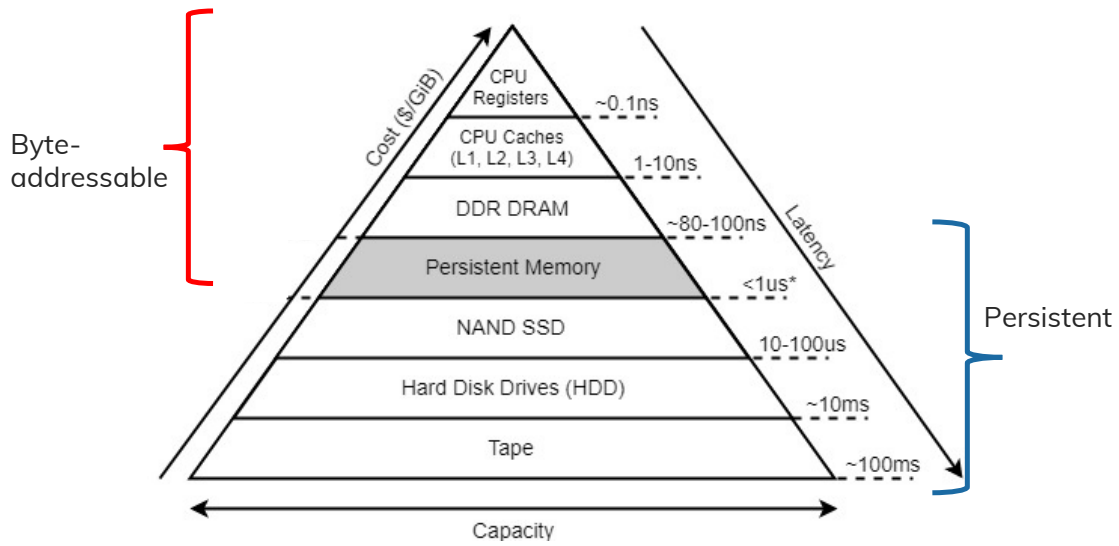 Byte-
addressable
Cost ($/GiB)
CPU
Registers
~0.1ns
CPU Caches
(L1, L2, L3, L4)
1-10ns
DDR DRAM
~80-100ns
Latency
Persistent Memory
<1us*
Persistent
NAND SSD
10-100us
Hard Disk Drives (HDD)
~10ms
Tape
~100ms
Capacity